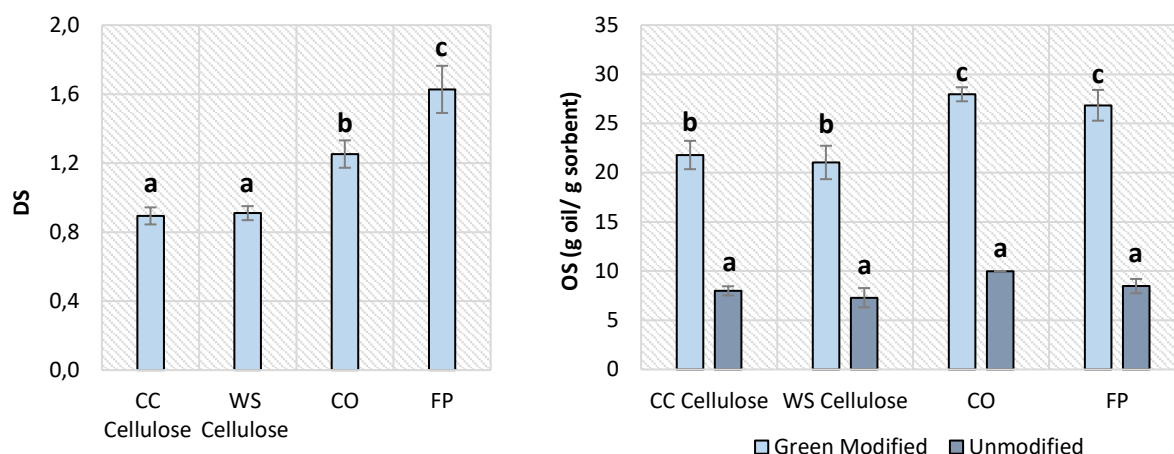 2,0
1,6
1,2
0,8
0,4
0,0
DS
a
a
b
c
CC
Cellulose
WS
Cellulose
CO
FP
35
30
25
20
15
10
5
0
OS (g oil/ g sorbent)
b
a
b
a
c
a
c
a
CC Cellulose
WS Cellulose
CO
FP
Green Modified
Unmodified